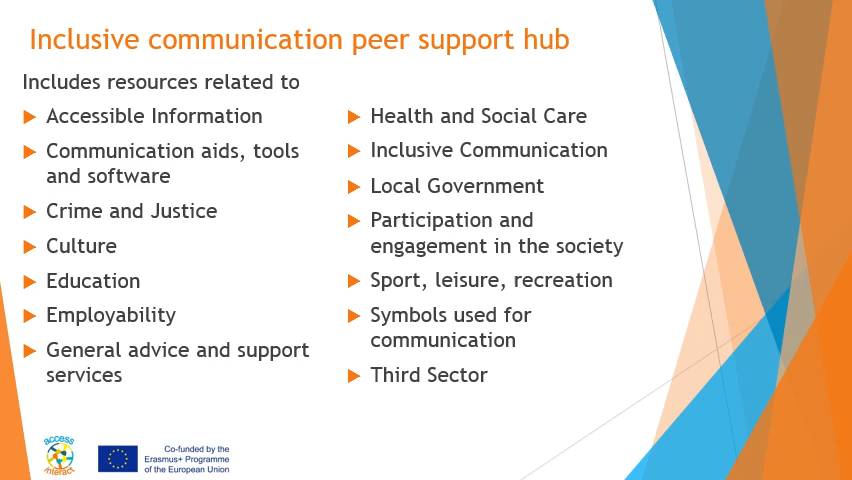 Inclusive communication peer support hub
Includes resources related to
Accessible Information
Communication aids, tools
and software
Crime and Justice
Culture
Education
Employability
General advice and support
services
Health and Social Care
Inclusive Communication
Local Government
Participation and
engagement in the society
Sport, leisure, recreation
Symbols used for
communication
Third Sector
access
interact
Co-funded by the
Erasmus+ Programme
of the European Union